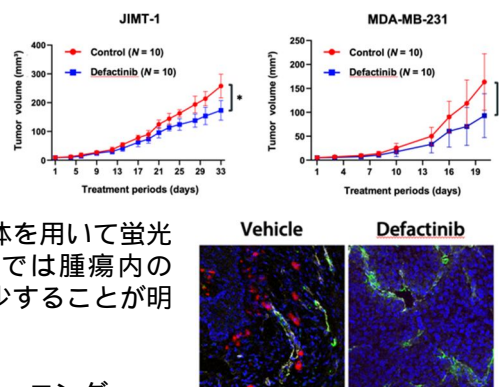 JIMT-1
Tumor volume (mm³)
400
300
200
100
0
Control (N = 10)
Defactinib (N = 10)
*
1 5 9 13 17 21 25 29 33
Treatment periods (days)
MDA-MB-231
Tumor volume (mm³)
250
200
150
100
50
0
Control (N = 10)
Defactinib (N = 10)
1 4 7 10 13 16 19
Treatment periods (days)
体を用いて蛍光
では腫瘍内の
少することが明
Vehicle
Defactinib